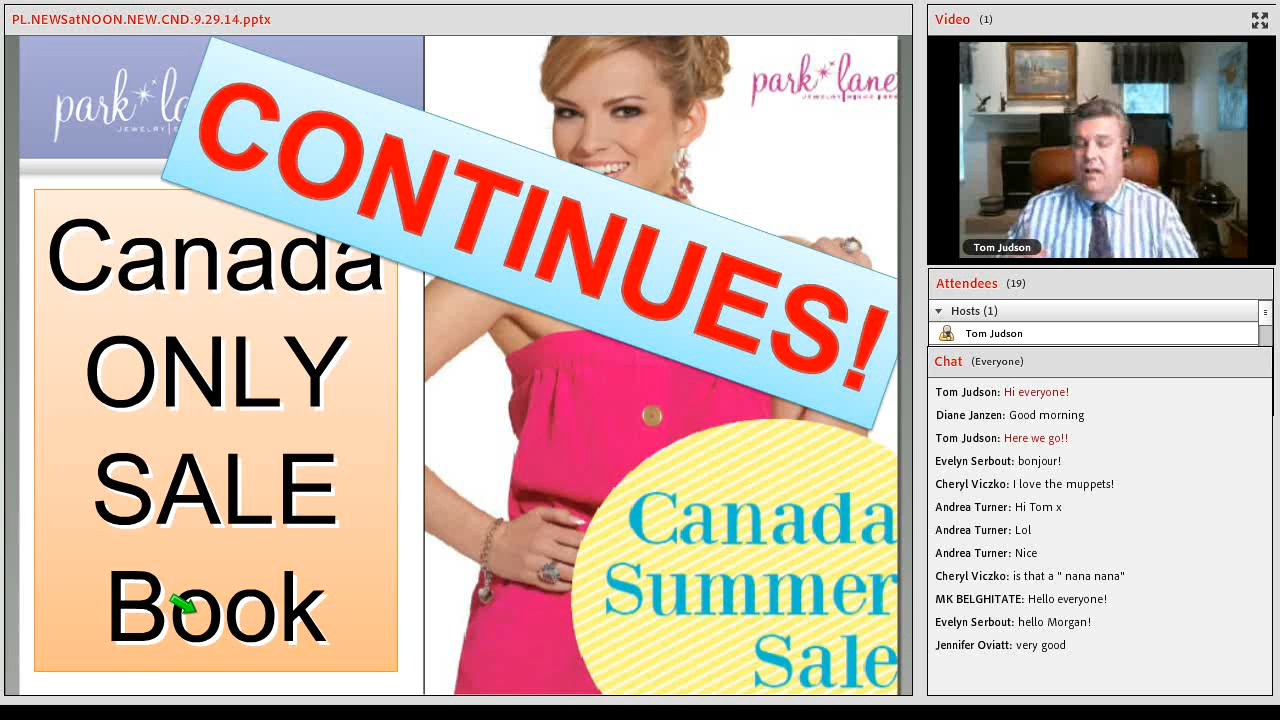 PL.NEWSatNOON.NEW.CND.9.29.14.pptx
park lane
JEWELRY
CONTINUES!
Canada
ONLY
SALE
Book
park lane
Canada
Summer
Sale
Video (1)
Tom Judson
Attendees (19)
Hosts (1)
Tom Judson
Chat (Everyone)
Tom Judson: Hi everyone!
Diane Janzen: Good morning
Tom Judson: Here we go!!
Evelyn Serbout: bonjour!
Cheryl Viczko: I love the muppets!
Andrea Turner: Hi Tom x
Andrea Turner: Lol
Andrea Turner: Nice
Cheryl Viczko: is that a " nana nana"
MK BELGHITATE: Hello everyone!
Evelyn Serbout: hello Morgan!
Jennifer Oviatt: very good